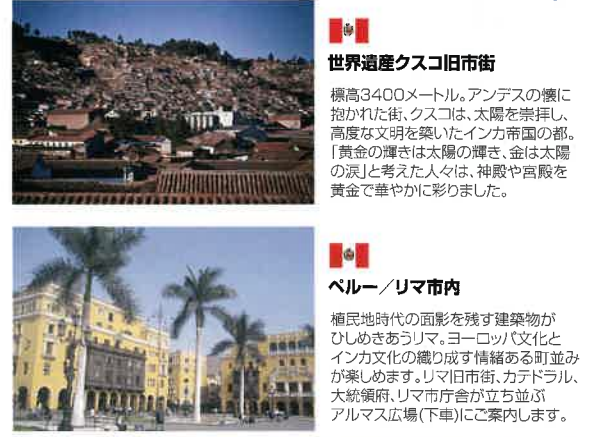 世界遺産クスコ旧市街
標高3400メートル。アンデスの懐に
抱かれた街、クスコは、太陽を崇拝し、
高度な文明を築いたインカ帝国の都。
「黄金の輝きは太陽の輝き、金は太陽
の涙」と考えた人々は、神殿や宮殿を
黄金で華やかに彩りました。
ペルー／リマ市内
植民地時代の面影を残す建築物が
ひしめきあうリマ。ヨーロッパ文化と
インカ文化の織り成す情緒ある町並み
が楽しめます。リマ旧市街、カテドラル、
大統領府、リマ市庁舎が立ち並ぶ
アルマス広場(下車)にご案内します。